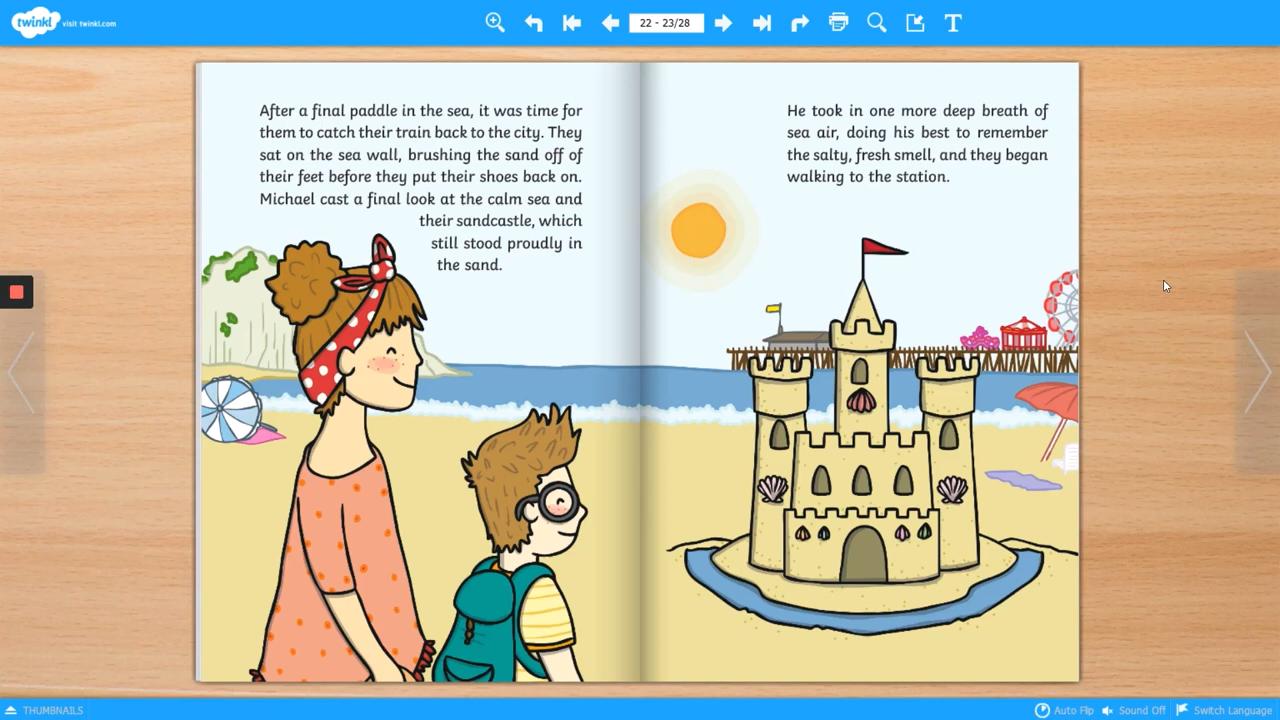 twinkl visit twinkl.com
22 - 23/28
T
After a final paddle in the sea, it was time for
them to catch their train back to the city. They
sat on the sea wall, brushing the sand off of
their feet before they put their shoes back on.
Michael cast a final look at the calm sea and
their sandcastle, which
still stood proudly in
the sand.
He took in one more deep breath of
sea air, doing his best to remember
the salty, fresh smell, and they began
walking to the station.
THUMBNAILS
Auto Flip Sound Off Switch Language